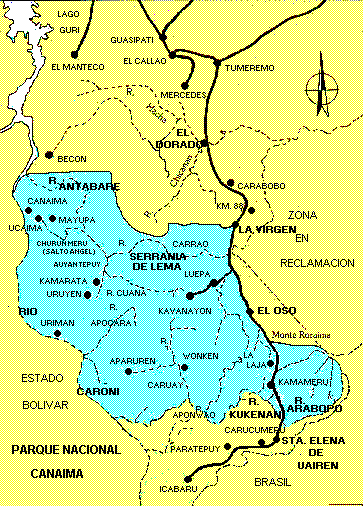 LAGO
GURI
GUASIPATI
EL MANTECO
EL CALLAO
TUMEREMO
MERCEDES
R.
EL
DORADO
BECON
Chicanan
R.
CARABOBO
R.
ANTABARE
CANAIMA
KM. 88
ZONA
EN
RECLAMACION
UCAIMA
MAYUPA
LA VIRGEN
CHURUN MERU
(SALTO ANGEL)
R.
CARRAO
AUYANTEPUY
SERRANIA
DE LEMA
LUEPA
KAMARATA
URUYEN
R. CUANA
KAVANAYON
RIO
R.
APOCARA
EL OSO
URIMAN
R.
Monte Roraima
WONKEN
LA
LAJA
APARUREN
ESTADO
BOLIVAR
CARONI
CARUAY
KAMAMERU
R.
KUKENAN
R.
ARABOPO
APONWAO
CARUCUMERU
PARATEPUY
STA. ELENA
DE
UAIREN
PARQUE NACIONAL
CANAIMA
ICABARU
BRASIL